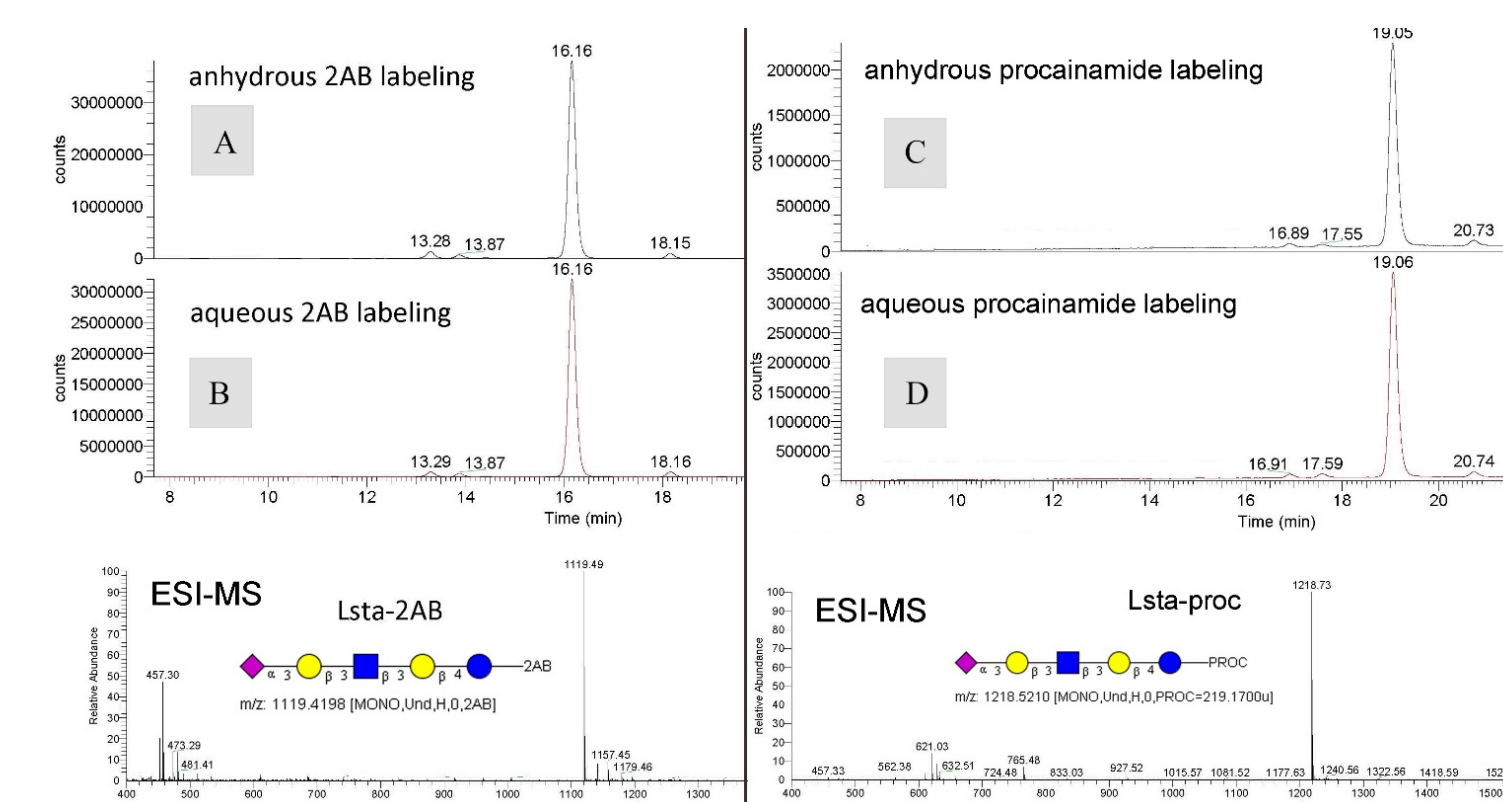 16.16
anhydrous 2AB labeling
A
30000000
20000000
10000000
0
counts
13.28
13.87
18.15
16.16
aqueous 2AB labeling
B
30000000
25000000
20000000
15000000
10000000
5000000
0
counts
13.29
13.87
18.16
8 10 12 14 16 18
Time (min)
19.05
anhydrous procainamide labeling
C
2000000
1500000
1000000
500000
0
counts
16.89
17.55
20.73
19.06
aqueous procainamide labeling
D
3500000
3000000
2500000
2000000
1500000
1000000
500000
0
counts
16.91
17.59
20.74
8 10 12 14 16 18 20
Time (min)
ESI-MS
Lsta-2AB
1119.49
α 3 β 3 β 3 β 4 2AB
m/z: 1119.4198 [MONO,Und,H,0,2AB]
457.30
473.29
481.41
1157.45
1179.46
100
90
80
70
60
50
40
30
20
10
0
Relative Abundance
400 500 600 700 800 900 1000 1100 1200 1300
ESI-MS
Lsta-proc
1218.73
α 3 β 3 β 3 β 4 PROC
m/z: 1218.5210 [MONO,Und,H,0,PROC=219.1700u]
457.33
562.38
621.03
632.51
724.48
765.48
833.03
927.52
1015.57
1081.52
1177.63
1240.56
1322.56
1418.59
100
90
80
70
60
50
40
30
20
10
0
Relative Abundance
400 500 600 700 800 900 1000 1100 1200 1300 1400 1500